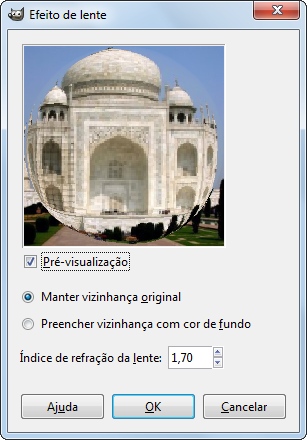 Efeito de lente
Pré-visualização
Manter vizinhança original
Preencher vizinhança com cor de fundo
Índice de refração da lente: 1,70
Ajuda OK Cancelar